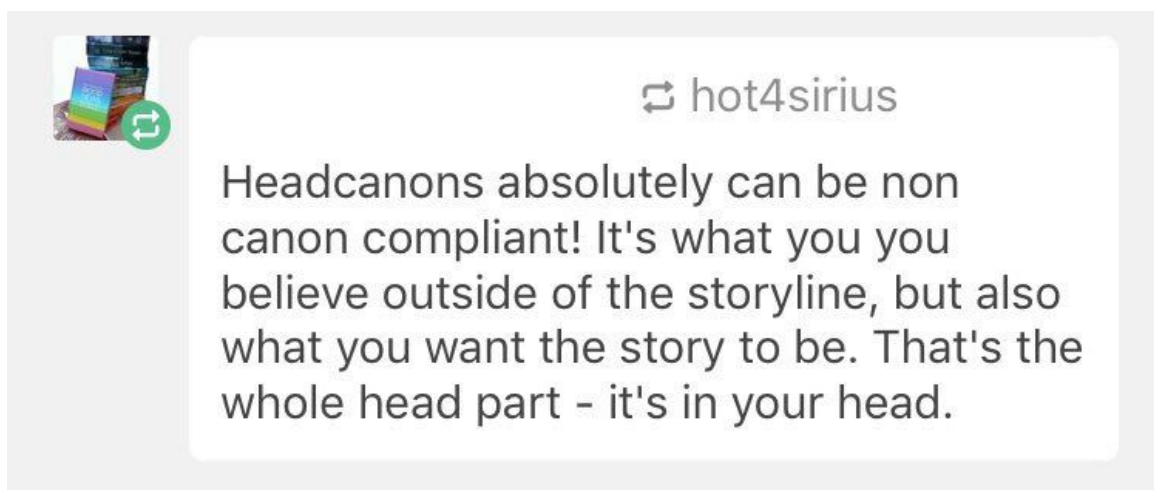 hot4sirius
Headcanons absolutely can be non
canon compliant! It's what you you
believe outside of the storyline, but also
what you want the story to be. That's the
whole head part - it's in your head.